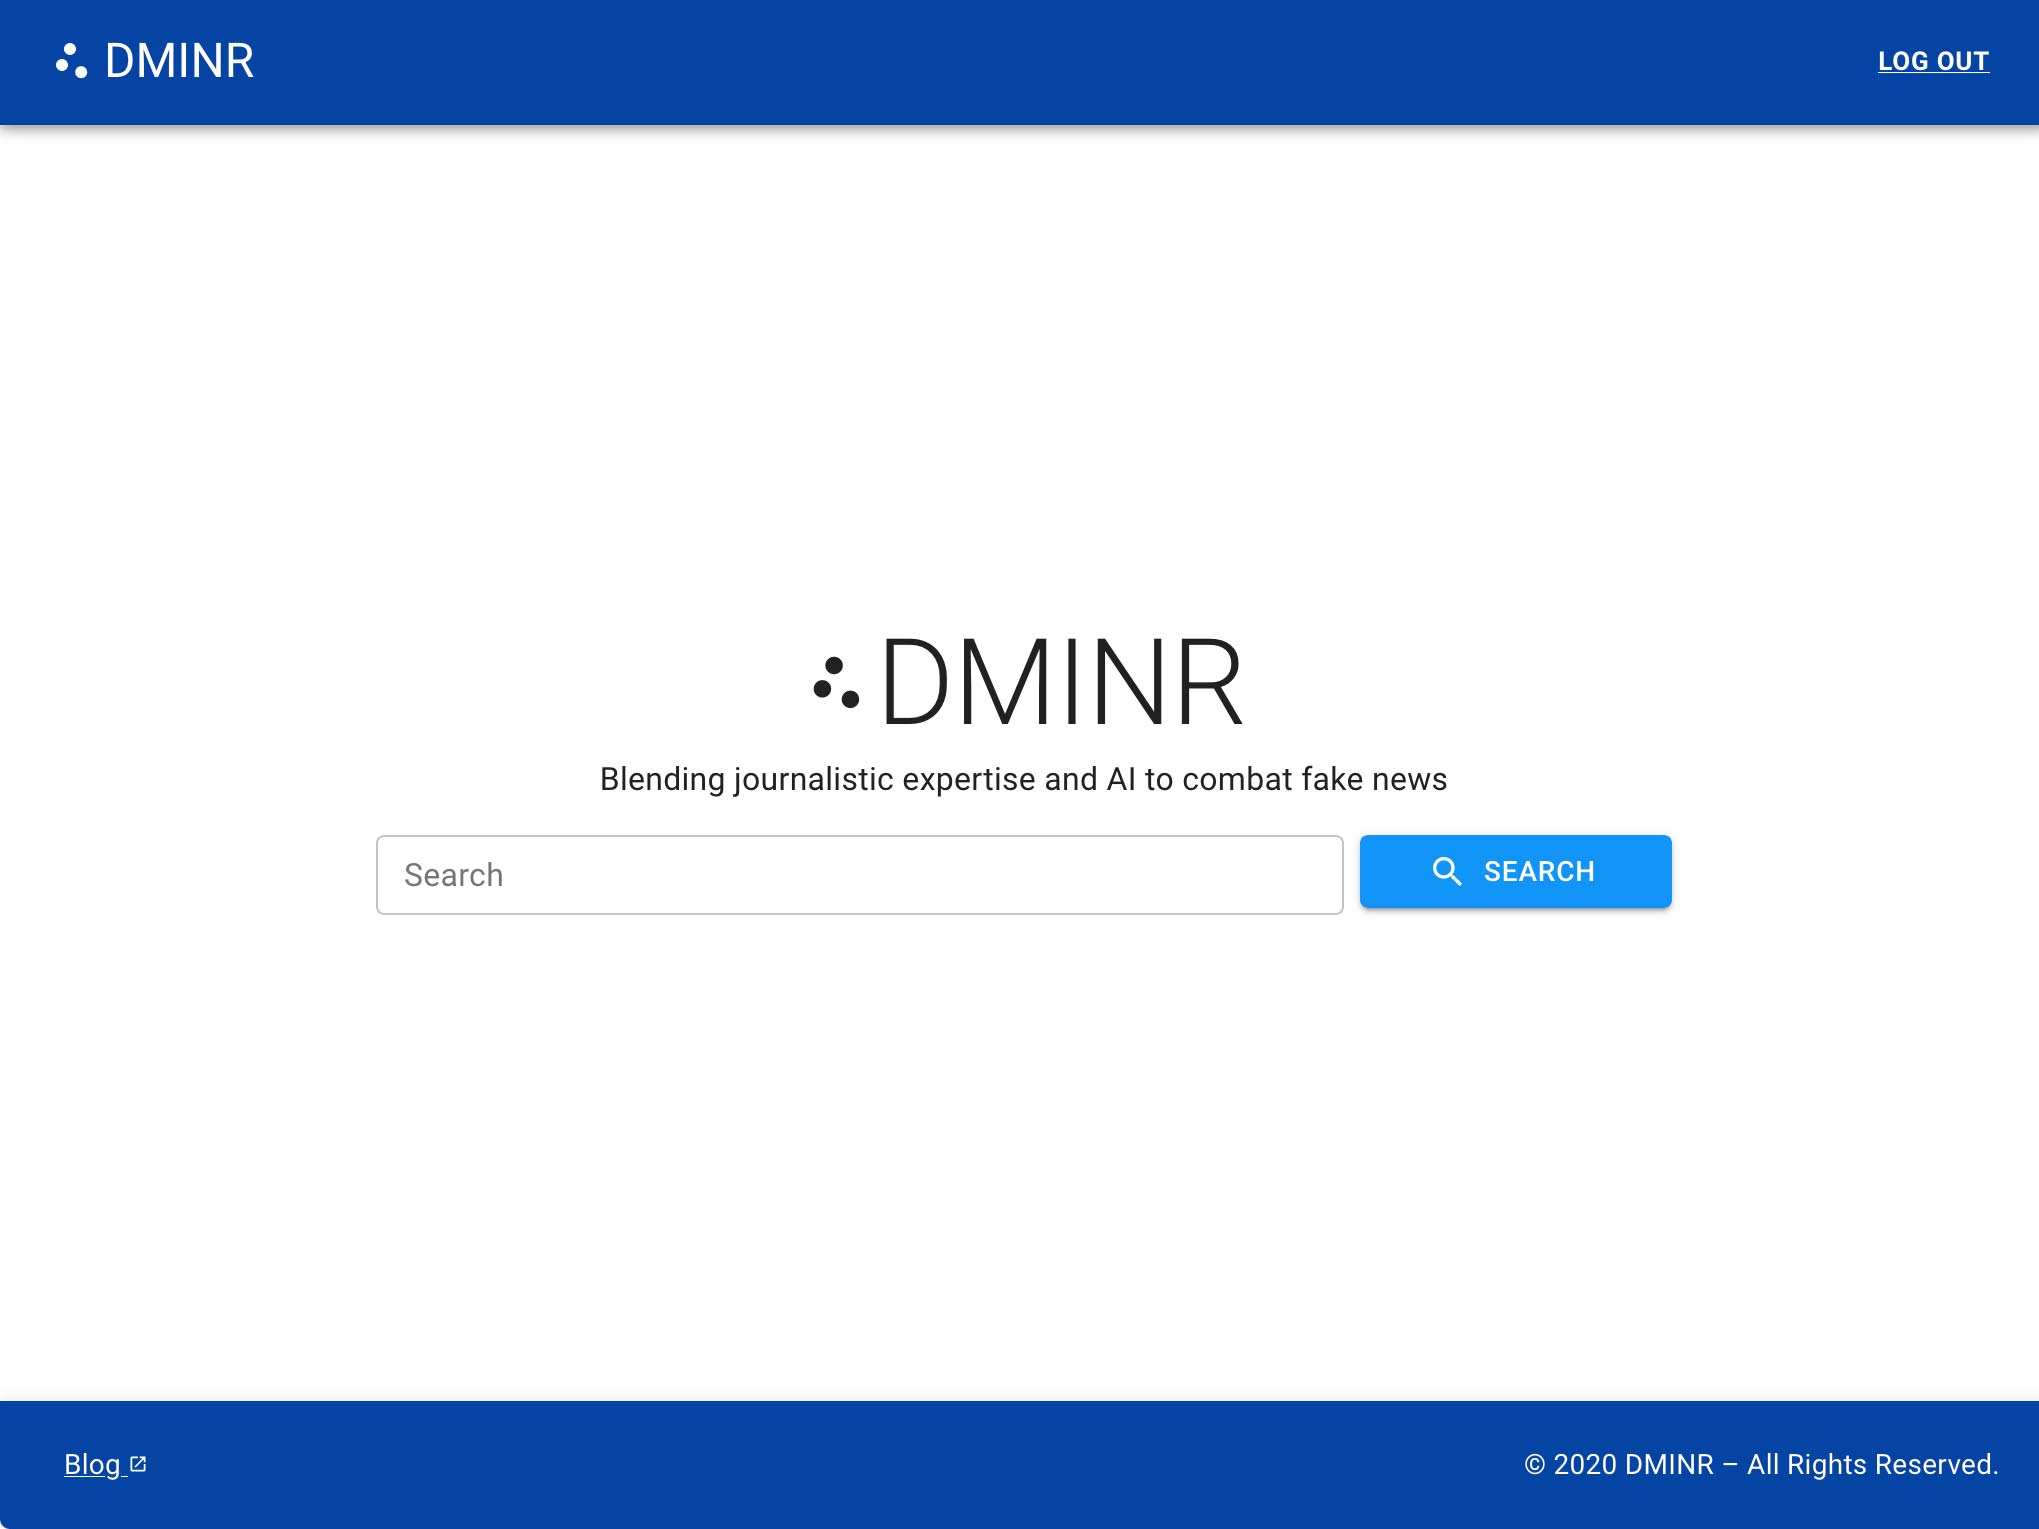 DMINR
LOG OUT
DMINR
Blending journalistic expertise and AI to combat fake news
Search
SEARCH
Blog
© 2020 DMINR – All Rights Reserved.